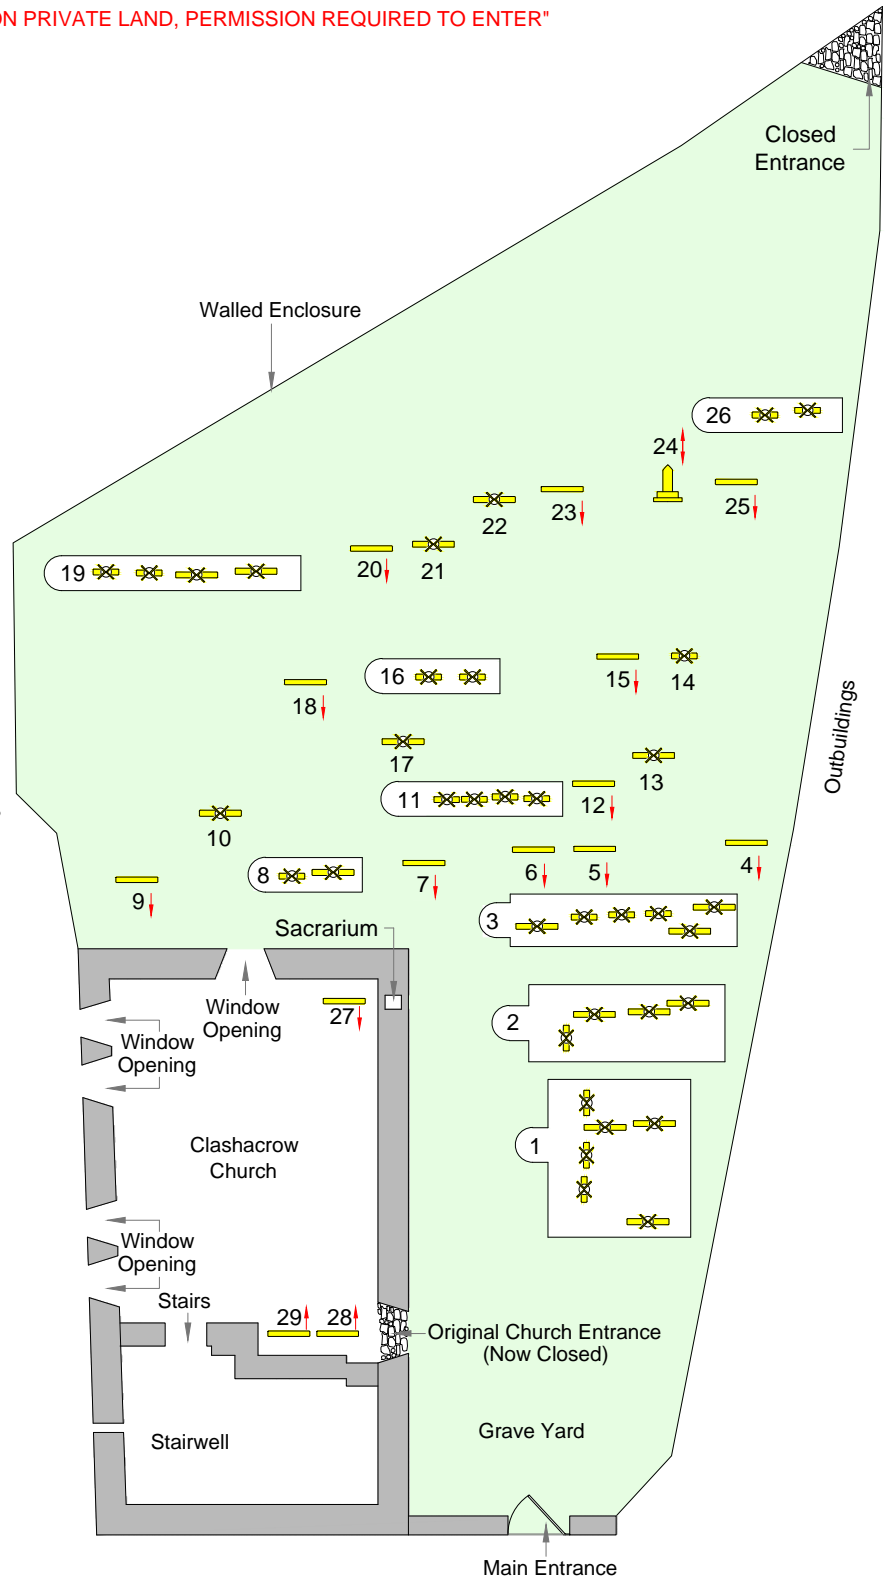 ON PRIVATE LAND, PERMISSION REQUIRED TO ENTER"
Closed
Entrance
Walled Enclosure
26
24
25
23
22
21
20
19
16
15
14
18
17
13
Outbuildings
11
12
10
8
7
6
5
4
9
3
Sacrarium
Window
Opening
27
2
Window
Opening
1
Clashacrow
Church
Window
Opening
Stairs
29
28
Original Church Entrance
(Now Closed)
Stairwell
Grave Yard
Main Entrance